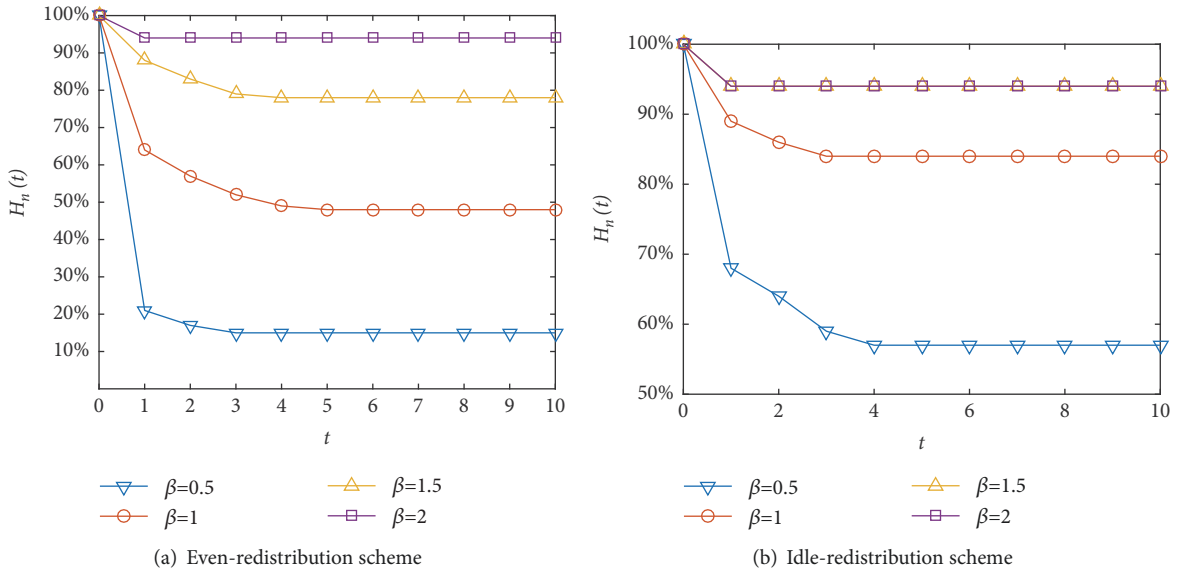 100%
90%
80%
70%
60%
50%
40%
30%
20%
10%
H_n (t)
0 1 2 3 4 5 6 7 8 9 10
t
β=0.5 β=1.5
β=1 β=2
(a) Even-redistribution scheme
100%
90%
80%
70%
60%
50%
H_n (t)
0 2 4 6 8 10
t
β=0.5 β=1.5
β=1 β=2
(b) Idle-redistribution scheme